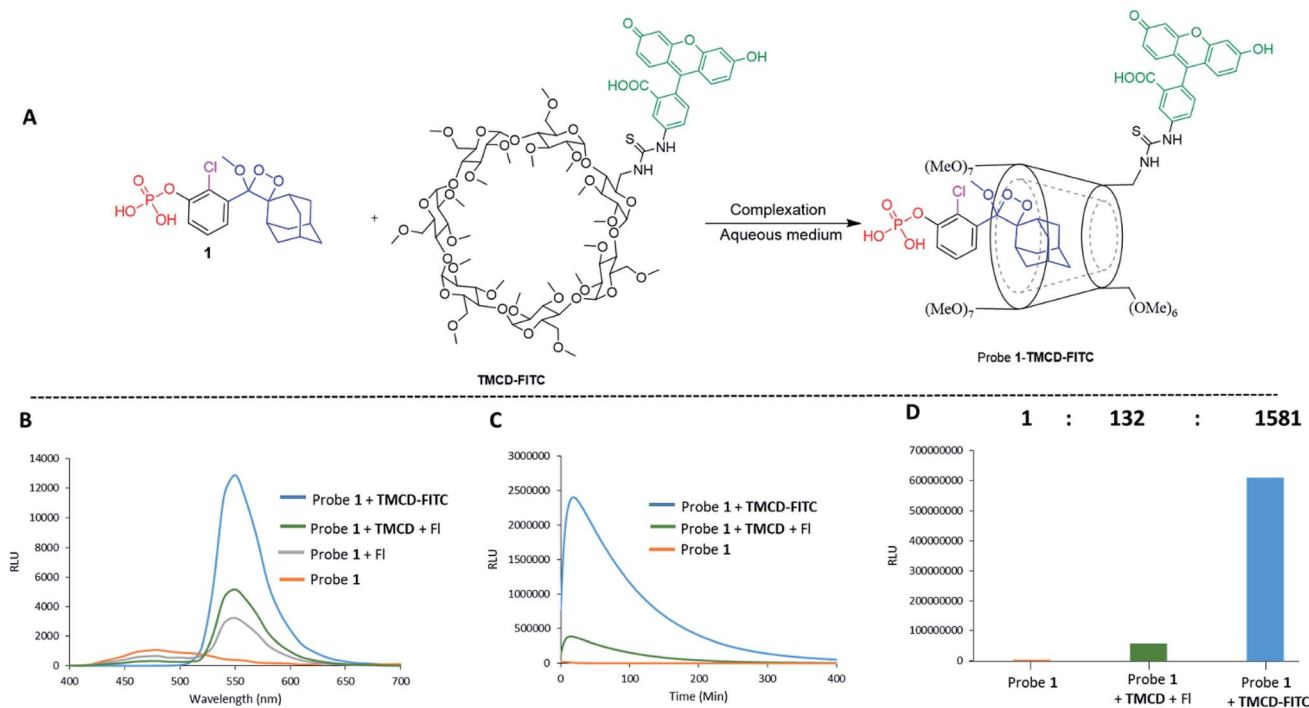 A
O
Cl
O
O
O
P
O
HO
OH
1
+
O
O
OH
HOOC
S
NH
NH
TMCD-FITC
Complexation
Aqueous medium
O
O
OH
HOOC
S
NH
NH
(MeO)7
O
Cl
O
O
O
P
O
HO
OH
(MeO)7
(OMe)6
Probe 1-TMCD-FITC
B
14000
12000
10000
8000
6000
4000
2000
0
RLU
400 450 500 550 600 650 700
Wavelength (nm)
Probe 1 + TMCD-FITC
Probe 1 + TMCD + Fl
Probe 1 + Fl
Probe 1
C
3000000
2500000
2000000
1500000
1000000
500000
0
RLU
0 100 200 300 400
Time (Min)
Probe 1 + TMCD-FITC
Probe 1 + TMCD + Fl
Probe 1
D
1 : 132 : 1581
700000000
600000000
500000000
400000000
300000000
200000000
100000000
0
RLU
Probe 1
Probe 1
+ TMCD + Fl
Probe 1
+ TMCD-FITC